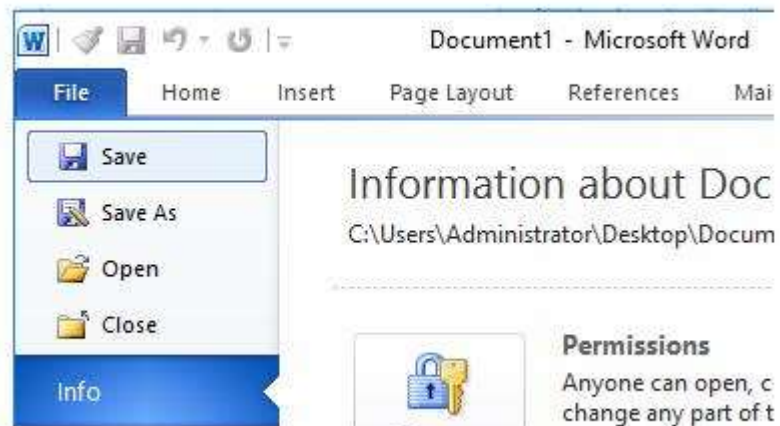 W
Document1 - Microsoft Word
File Home Insert Page Layout References Mai
Save
Save As
Open
Close
Info
Information about Doc
C:\Users\Administrator\Desktop\Docum
Permissions
Anyone can open, c
change any part of t